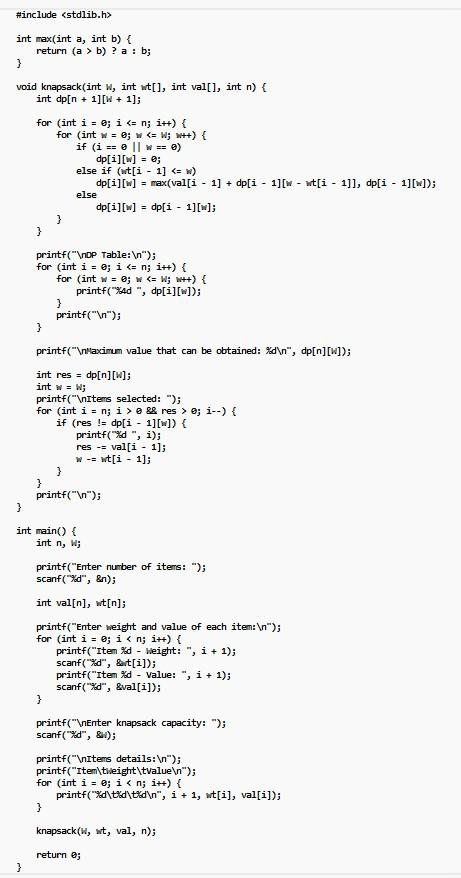 #include <stdlib.h>

int max(int a, int b) {
    return (a > b) ? a : b;
}

void knapsack(int W, int wt[], int val[], int n) {
    int dp[n + 1][W + 1];

    for (int i = 0; i <= n; i++) {
        for (int w = 0; w <= W; w++) {
            if (i == 0 || w == 0)
                dp[i][w] = 0;
            else if (wt[i - 1] <= w)
                dp[i][w] = max(val[i - 1] + dp[i - 1][w - wt[i - 1]], dp[i - 1][w]);
            else
                dp[i][w] = dp[i - 1][w];
        }
    }

    printf("\nDP Table:\n");
    for (int i = 0; i <= n; i++) {
        for (int w = 0; w <= W; w++) {
            printf("%4d ", dp[i][w]);
        }
        printf("\n");
    }

    printf("\nMaximum value that can be obtained: %d\n", dp[n][W]);

    int res = dp[n][W];
    int w = W;
    printf("\nItems selected: ");
    for (int i = n; i > 0 && res > 0; i--) {
        if (res != dp[i - 1][w]) {
            printf("%d ", i);
            res -= val[i - 1];
            w -= wt[i - 1];
        }
    }
    printf("\n");
}

int main() {
    int n, W;

    printf("Enter number of items: ");
    scanf("%d", &n);

    int val[n], wt[n];

    printf("Enter weight and value of each item:\n");
    for (int i = 0; i < n; i++) {
        printf("Item %d - Weight: ", i + 1);
        scanf("%d", &wt[i]);
        printf("Item %d - Value: ", i + 1);
        scanf("%d", &val[i]);
    }

    printf("\nEnter knapsack capacity: ");
    scanf("%d", &W);

    printf("\nItems details:\n");
    printf("Item\tWeight\tValue\n");
    for (int i = 0; i < n; i++) {
        printf("%d\t%d\t%d\n", i + 1, wt[i], val[i]);
    }

    knapsack(W, wt, val, n);

    return 0;
}